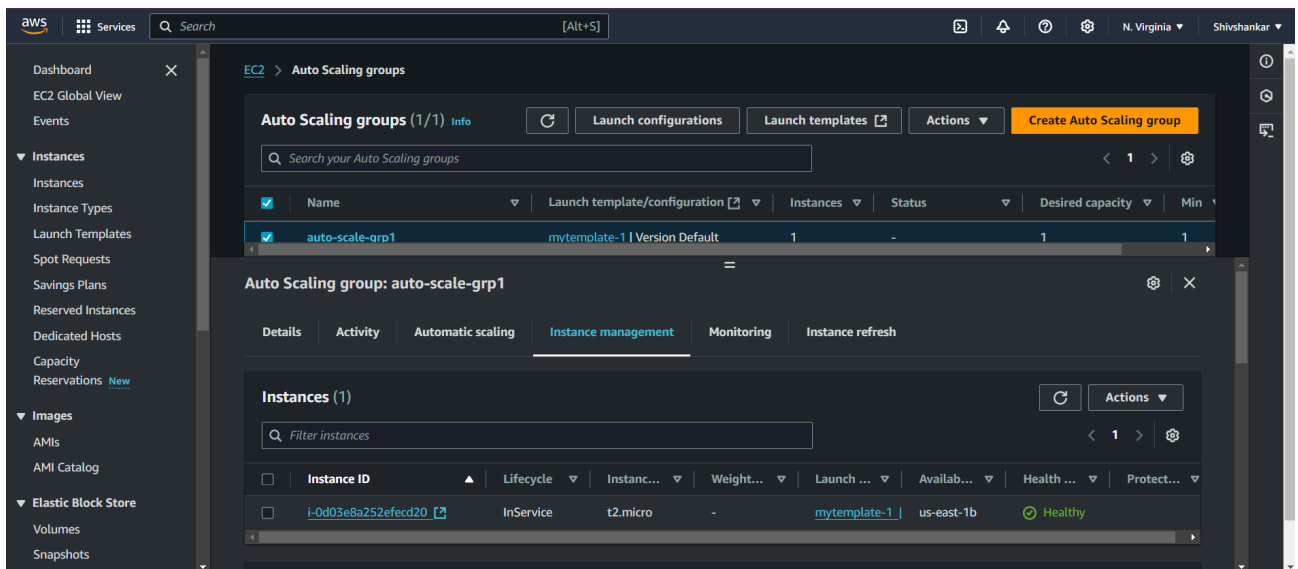 aws
Services
Search
[Alt+S]
N. Virginia
Shivshankar
Dashboard
EC2 Global View
Events
Instances
Instances
Instance Types
Launch Templates
Spot Requests
Savings Plans
Reserved Instances
Dedicated Hosts
Capacity
Reservations New
Images
AMIs
AMI Catalog
Elastic Block Store
Volumes
Snapshots
EC2 > Auto Scaling groups
Auto Scaling groups (1/1) Info
Launch configurations
Launch templates
Actions
Create Auto Scaling group
Search your Auto Scaling groups
1
Name
Launch template/configuration
Instances
Status
Desired capacity
Min
auto-scale-grp1
mytemplate-1 | Version Default
1
-
1
1
Auto Scaling group: auto-scale-grp1
Details
Activity
Automatic scaling
Instance management
Monitoring
Instance refresh
Instances (1)
Actions
Filter instances
1
Instance ID
Lifecycle
Instanc...
Weight...
Launch ...
Availab...
Health ...
Protect...
i-0d03e8a252efecd20
InService
t2.micro
-
mytemplate-1 |
us-east-1b
Healthy